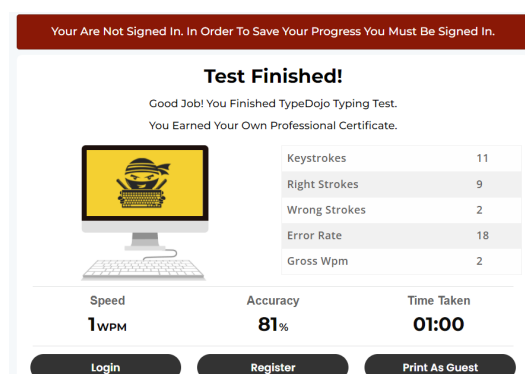 Your Are Not Signed In. In Order To Save Your Progress You Must Be Signed In.
Test Finished!
Good Job! You Finished TypeDojo Typing Test.
You Earned Your Own Professional Certificate.
Keystrokes 11
Right Strokes 9
Wrong Strokes 2
Error Rate 18
Gross Wpm 2
Speed Accuracy Time Taken
1 WPM 81% 01:00
Login Register Print As Guest